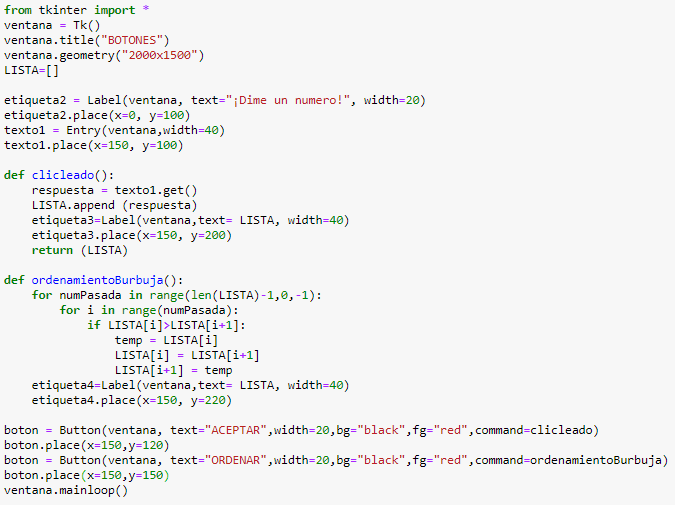 from tkinter import *
ventana = Tk()
ventana.title("BOTONES")
ventana.geometry("2000x1500")
LISTA=[]

etiqueta2 = Label(ventana, text="¡Dime un numero!", width=20)
etiqueta2.place(x=0, y=100)
texto1 = Entry(ventana,width=40)
texto1.place(x=150, y=100)

def clicleado():
    respuesta = texto1.get()
    LISTA.append (respuesta)
    etiqueta3=Label(ventana,text= LISTA, width=40)
    etiqueta3.place(x=150, y=200)
    return (LISTA)

def ordenamientoBurbuja():
    for numPasada in range(len(LISTA)-1,0,-1):
        for i in range(numPasada):
            if LISTA[i]>LISTA[i+1]:
                temp = LISTA[i]
                LISTA[i] = LISTA[i+1]
                LISTA[i+1] = temp
    etiqueta4=Label(ventana,text= LISTA, width=40)
    etiqueta4.place(x=150, y=220)

boton = Button(ventana, text="ACEPTAR",width=20,bg="black",fg="red",command=clicleado)
boton.place(x=150,y=120)
boton = Button(ventana, text="ORDENAR",width=20,bg="black",fg="red",command=ordenamientoBurbuja)
boton.place(x=150,y=150)
ventana.mainloop()